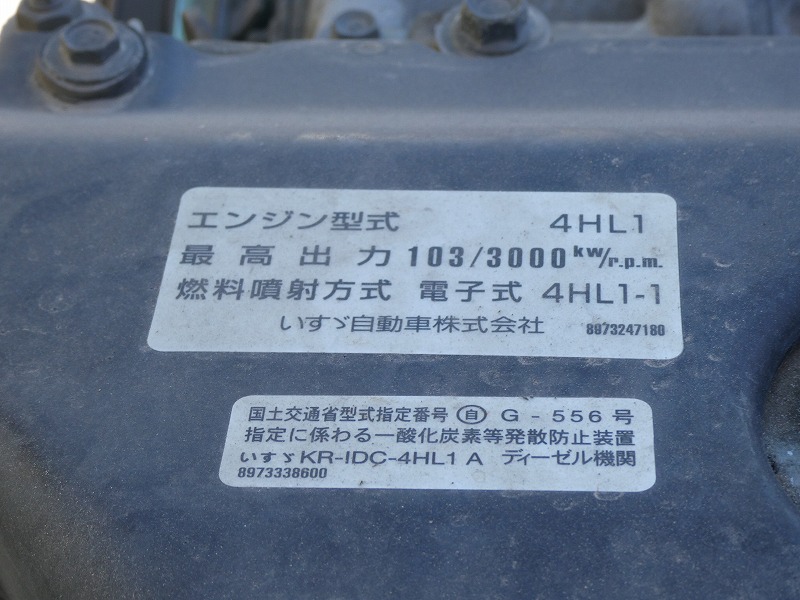 エンジン型式 4HL1
最高出力 103/3000 kw/r.p.m.
燃料噴射方式 電子式 4HL1-1
いすゞ自動車株式会社 8973247180
国土交通省型式指定番号 自 G-556号
指定に係わる一酸化炭素等発散防止装置
いすゞKR-IDC-4HL1A ディーゼル機関
8973338600